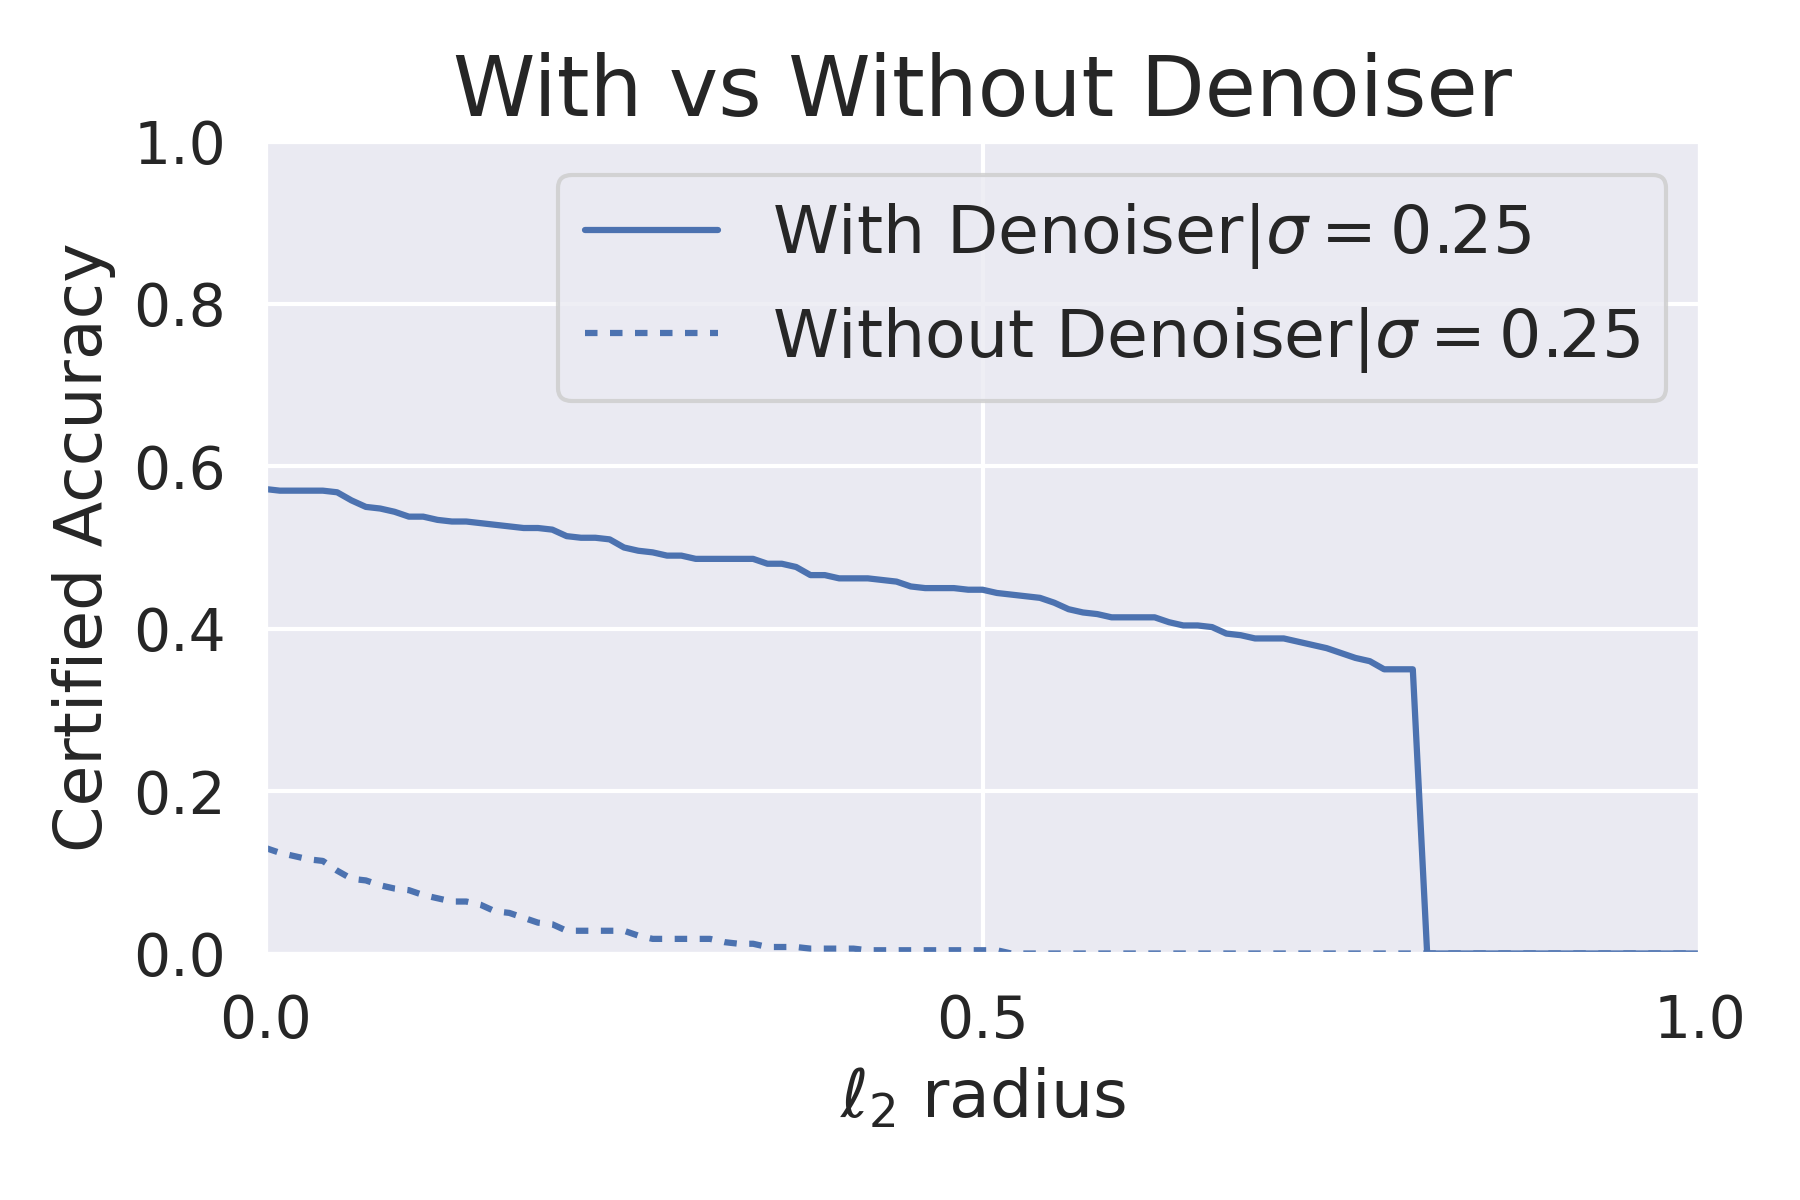 With vs Without Denoiser
1.0
0.8
0.6
0.4
0.2
0.0
Certified Accuracy
With Denoiser|σ = 0.25
Without Denoiser|σ = 0.25
0.0 0.5 1.0
ℓ₂ radius